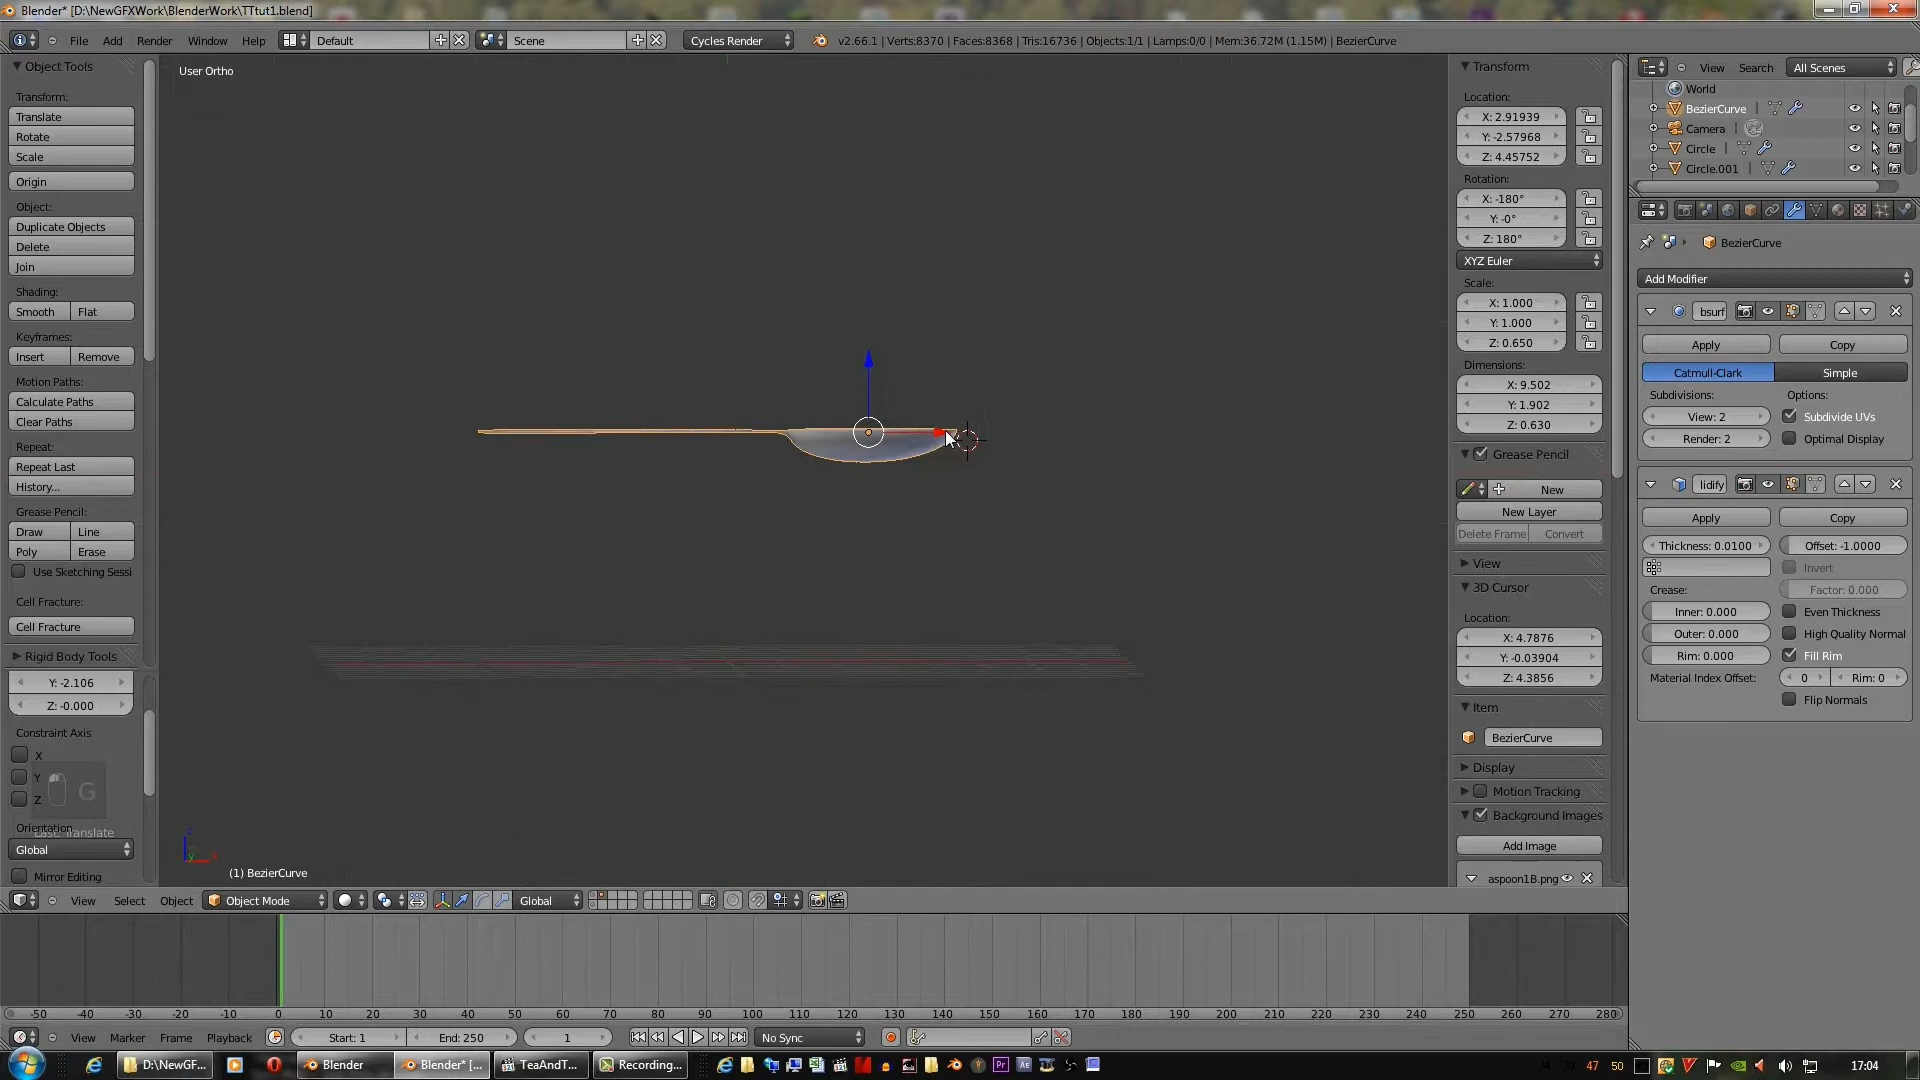 Blender* [D:\NewGFXWork\BlenderWork\TTtut1.blend]
File Add Render Window Help Default Scene Cycles Render v2.66.1 | Verts:8370 | Faces:8368 | Tris:16736 | Objects:1/1 | Lamps:0/0 | Mem:36.72M (1.15M) | BezierCurve
Object Tools
Transform:
Translate
Rotate
Scale
Origin
Object:
Duplicate Objects
Delete
Join
Shading:
Smooth Flat
Keyframes:
Insert Remove
Motion Paths:
Calculate Paths
Clear Paths
Repeat:
Repeat Last
History...
Grease Pencil:
Draw Line
Poly Erase
Use Sketching Sessi
Cell Fracture:
Cell Fracture
Rigid Body Tools
Y: -2.106
Z: -0.000
Constraint Axis
X
Y
Z
G
Orientation
Global
Mirror Editing
User Ortho
(1) BezierCurve
Transform
Location:
X: 2.91939
Y: -2.57968
Z: 4.45752
Rotation:
X: -180°
Y: -0°
Z: 180°
XYZ Euler
Scale:
X: 1.000
Y: 1.000
Z: 0.650
Dimensions:
X: 9.502
Y: 1.902
Z: 0.630
Grease Pencil
New
New Layer
Delete Frame Convert
View
3D Cursor
Location:
X: 4.7876
Y: -0.03904
Z: 4.3856
Item
BezierCurve
Display
Motion Tracking
Background Images
Add Image
aspoon1B.png
View Search All Scenes
World
BezierCurve
Camera
Circle
Circle.001
BezierCurve
Add Modifier
bsurf
Apply Copy
Catmull-Clark Simple
Subdivisions: Options:
View: 2 Subdivide UVs
Render: 2 Optimal Display
lidify
Apply Copy
Thickness: 0.0100 Offset: -1.0000
Invert
Crease: Factor: 0.000
Inner: 0.000 Even Thickness
Outer: 0.000 High Quality Normal
Rim: 0.000 Fill Rim
Material Index Offset: 0 Rim: 0
Flip Normals
View Select Object Object Mode Global
-50 -40 -30 -20 -10 0 10 20 30 40 50 60 70 80 90 100 110 120 130 140 150 160 170 180 190 200 210 220 230 240 250 260 270 280
View Marker Frame Playback Start: 1 End: 250 1 No Sync
D:\NewGF... Blender Blender* [... TeaAndT... Recording... 47 50 17:04